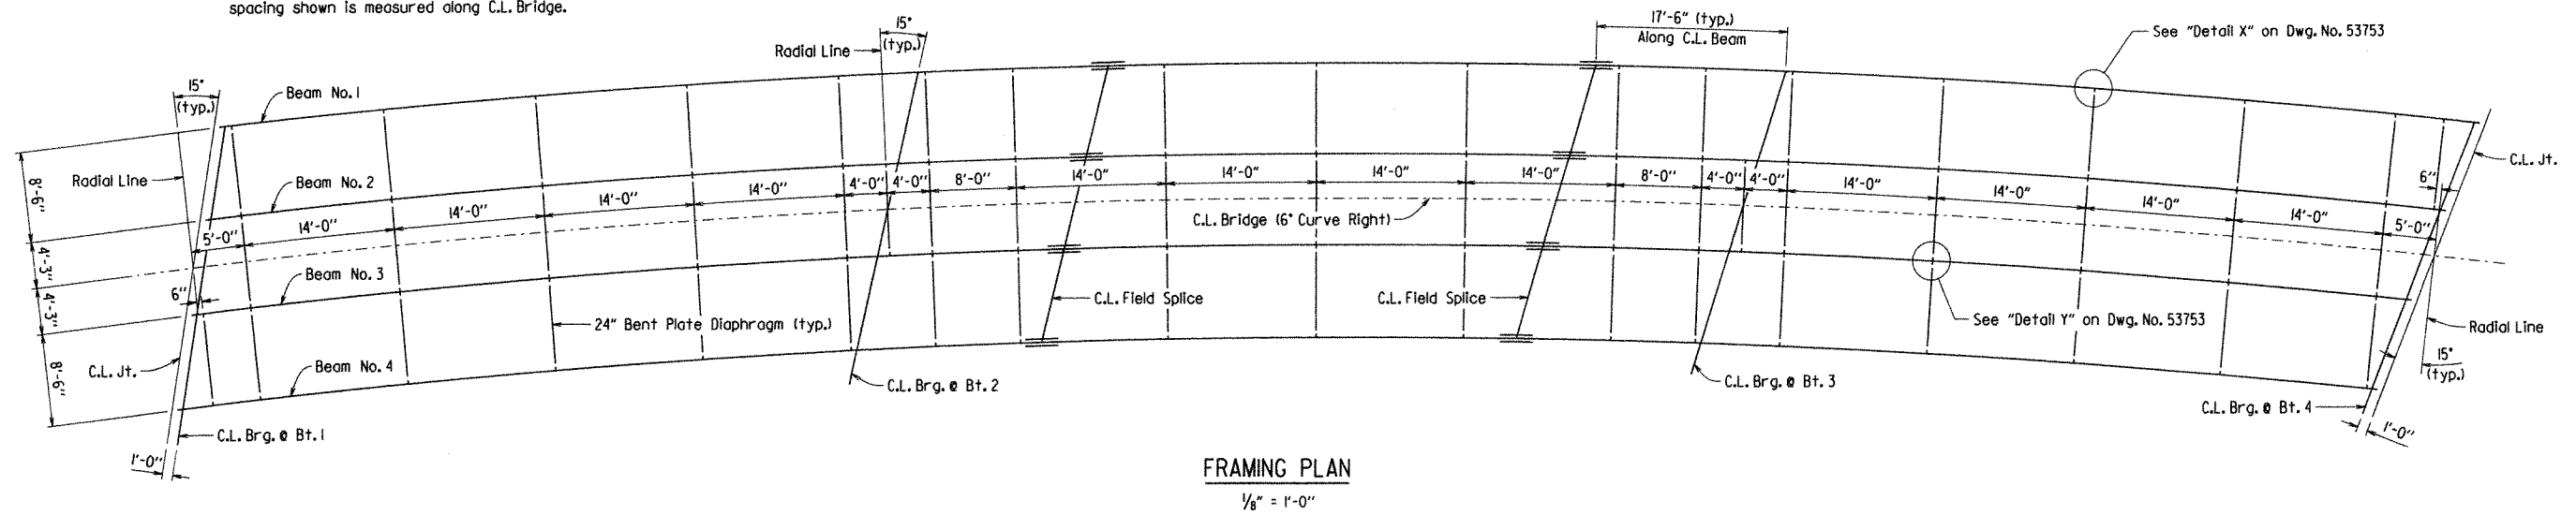 spacing shown is measured along C.L. Bridge.
15°
(typ.)
Radial Line
17'-6" (typ.)
Along C.L. Beam
See "Detail X" on Dwg. No. 53753
15°
(typ.)
Beam No. 1
Radial Line
8'-6"
4'-3"
4'-3"
8'-6"
Beam No. 2
5'-0"
14'-0"
14'-0"
14'-0"
14'-0"
4'-0"
4'-0"
8'-0"
14'-0"
14'-0"
14'-0"
14'-0"
8'-0"
4'-0"
4'-0"
14'-0"
14'-0"
14'-0"
14'-0"
5'-0"
6"
C.L. Jt.
C.L. Bridge (6° Curve Right)
Beam No. 3
6"
C.L. Field Splice
C.L. Field Splice
24" Bent Plate Diaphragm (typ.)
See "Detail Y" on Dwg. No. 53753
Radial Line
15°
(typ.)
C.L. Jt.
Beam No. 4
C.L. Brg. @ Bt. 2
C.L. Brg. @ Bt. 3
C.L. Brg. @ Bt. 4
1'-0"
C.L. Brg. @ Bt. 1
1'-0"
FRAMING PLAN
1/8" = 1'-0"